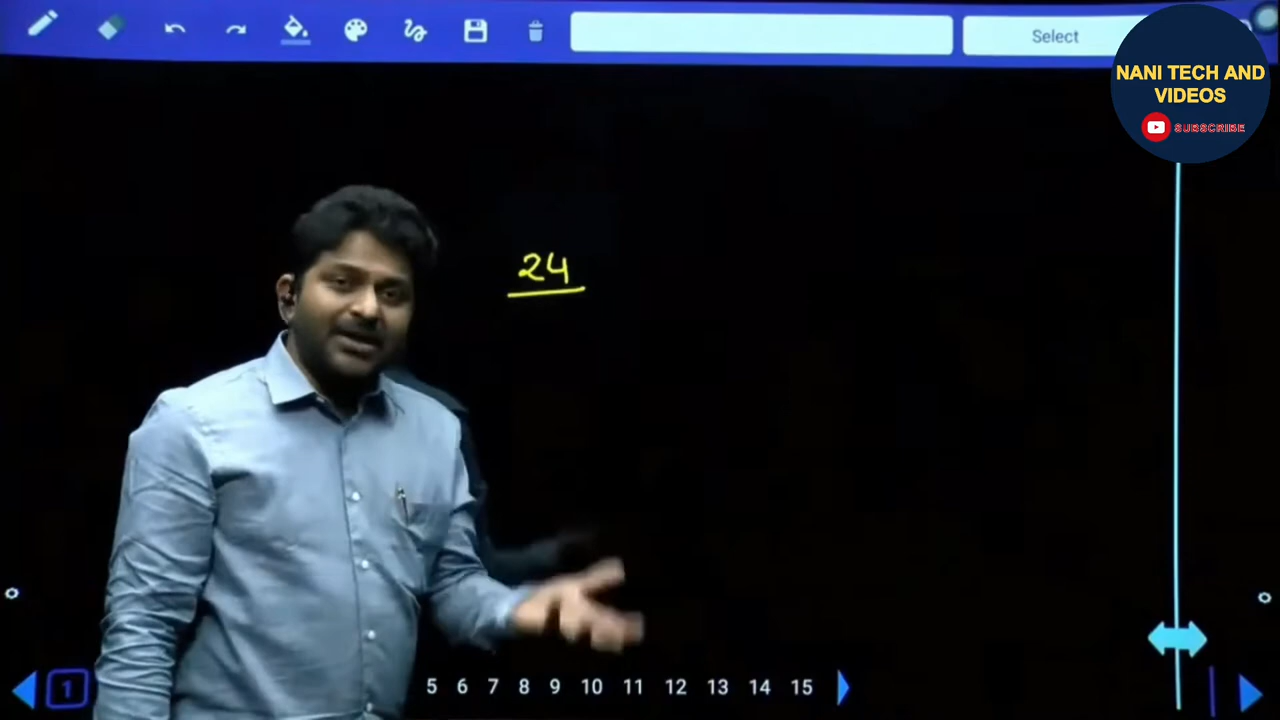 Select
NANI TECH AND
VIDEOS
SUBSCRIBE
24
1 5 6 7 8 9 10 11 12 13 14 15